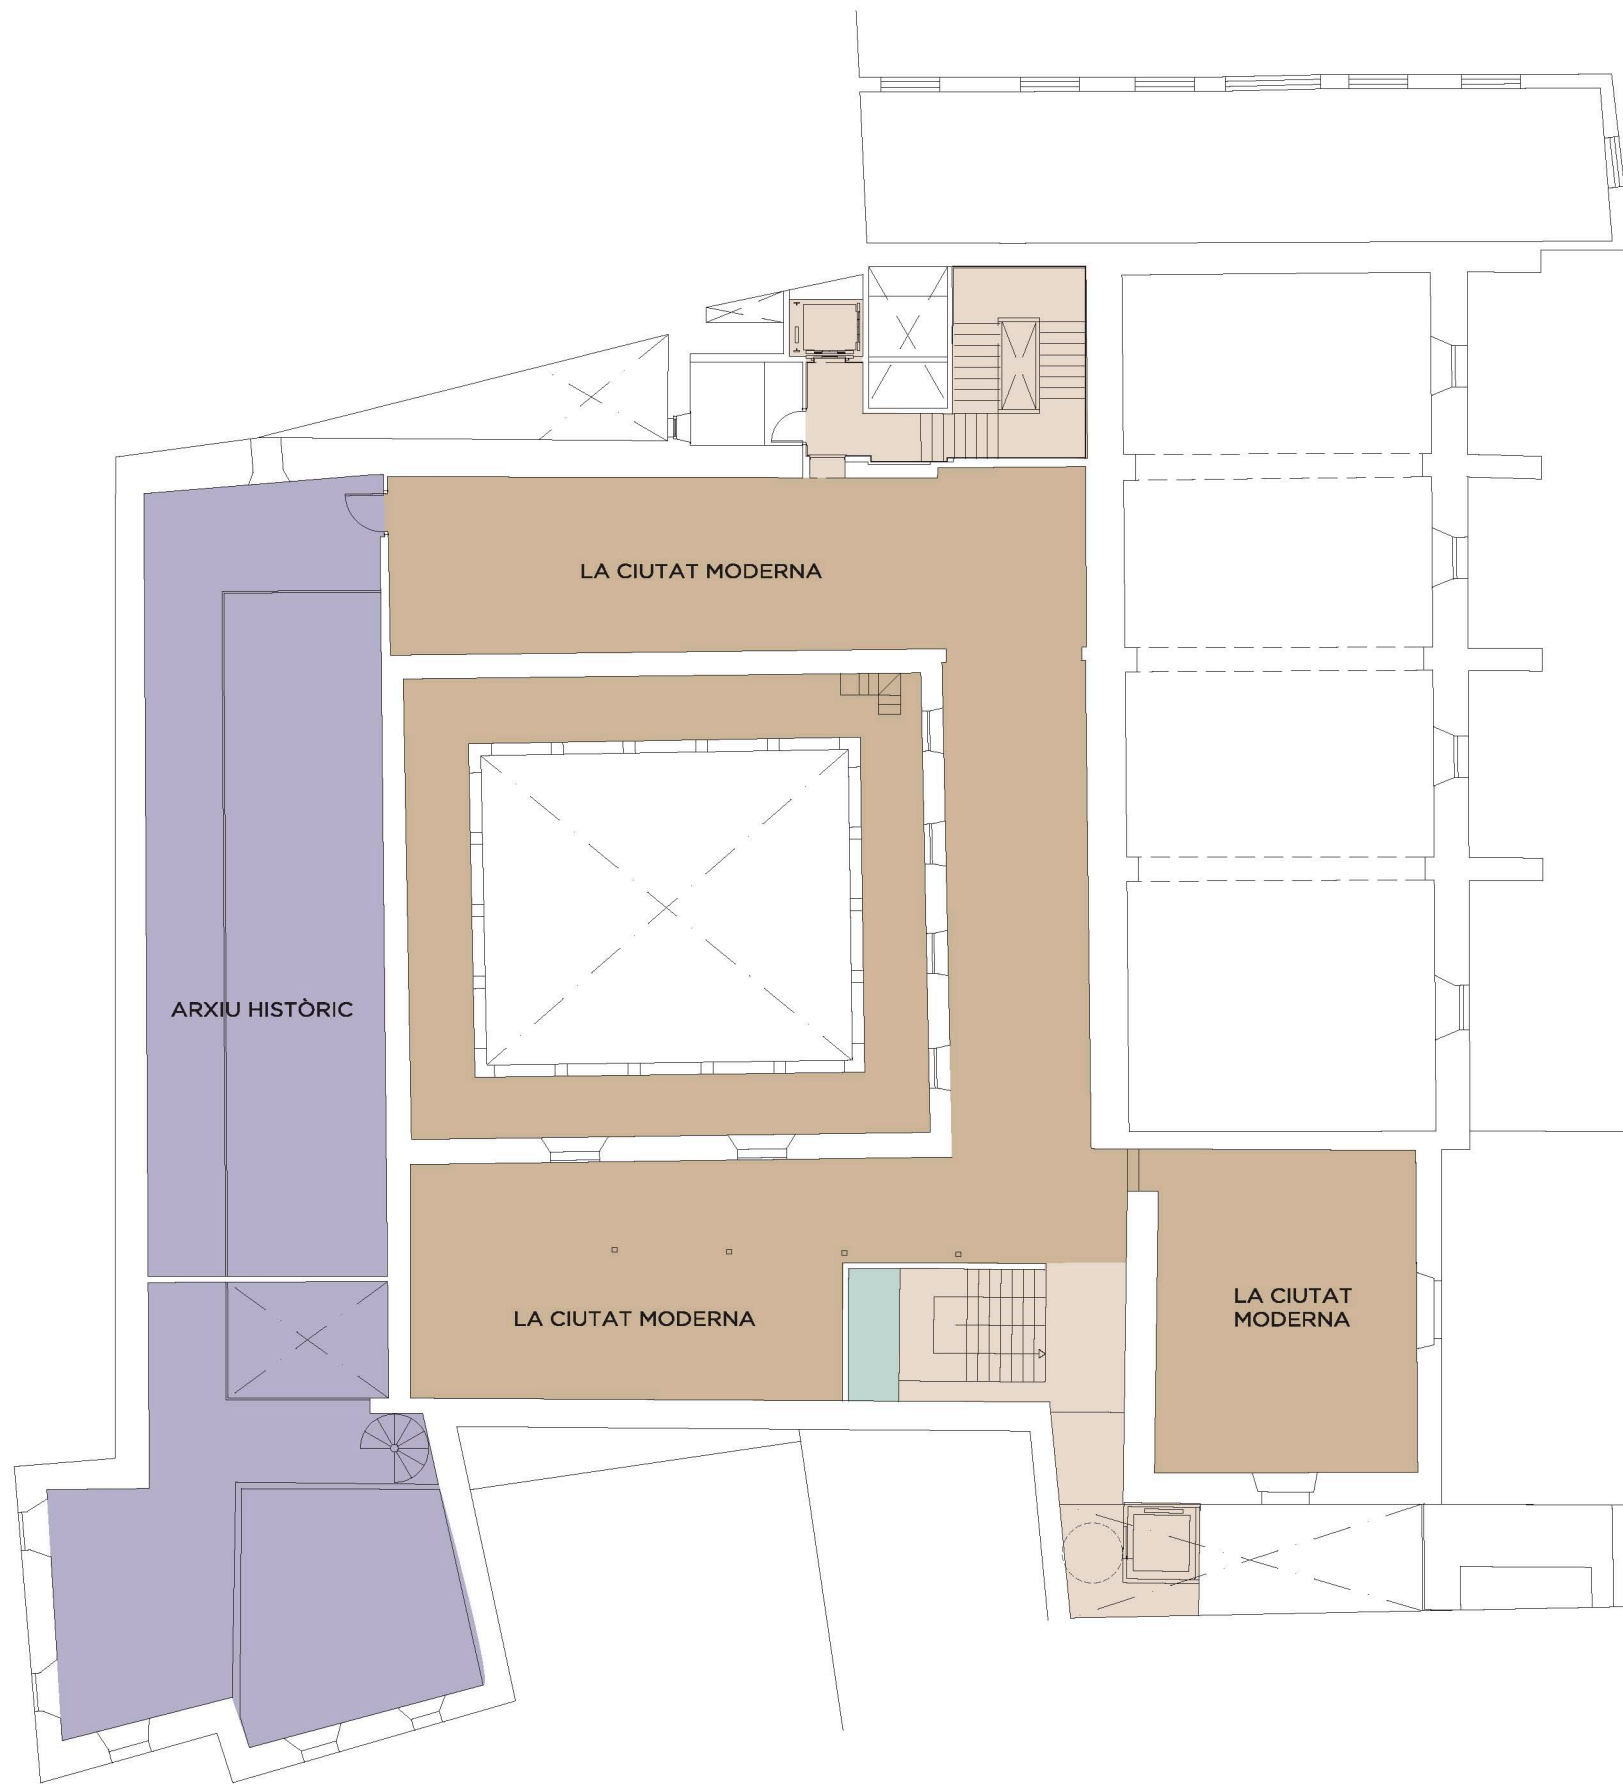 LA CIUTAT MODERNA
ARXIU HISTÒRIC
LA CIUTAT MODERNA
LA CIUTAT
MODERNA